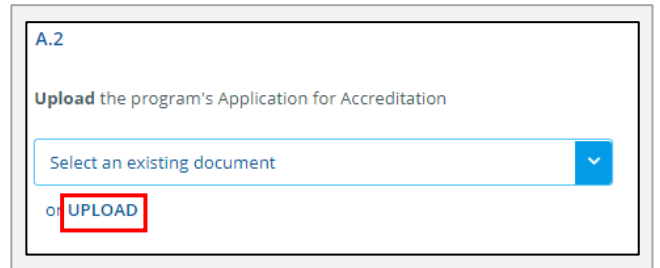 A.2
Upload the program's Application for Accreditation
Select an existing document
or UPLOAD